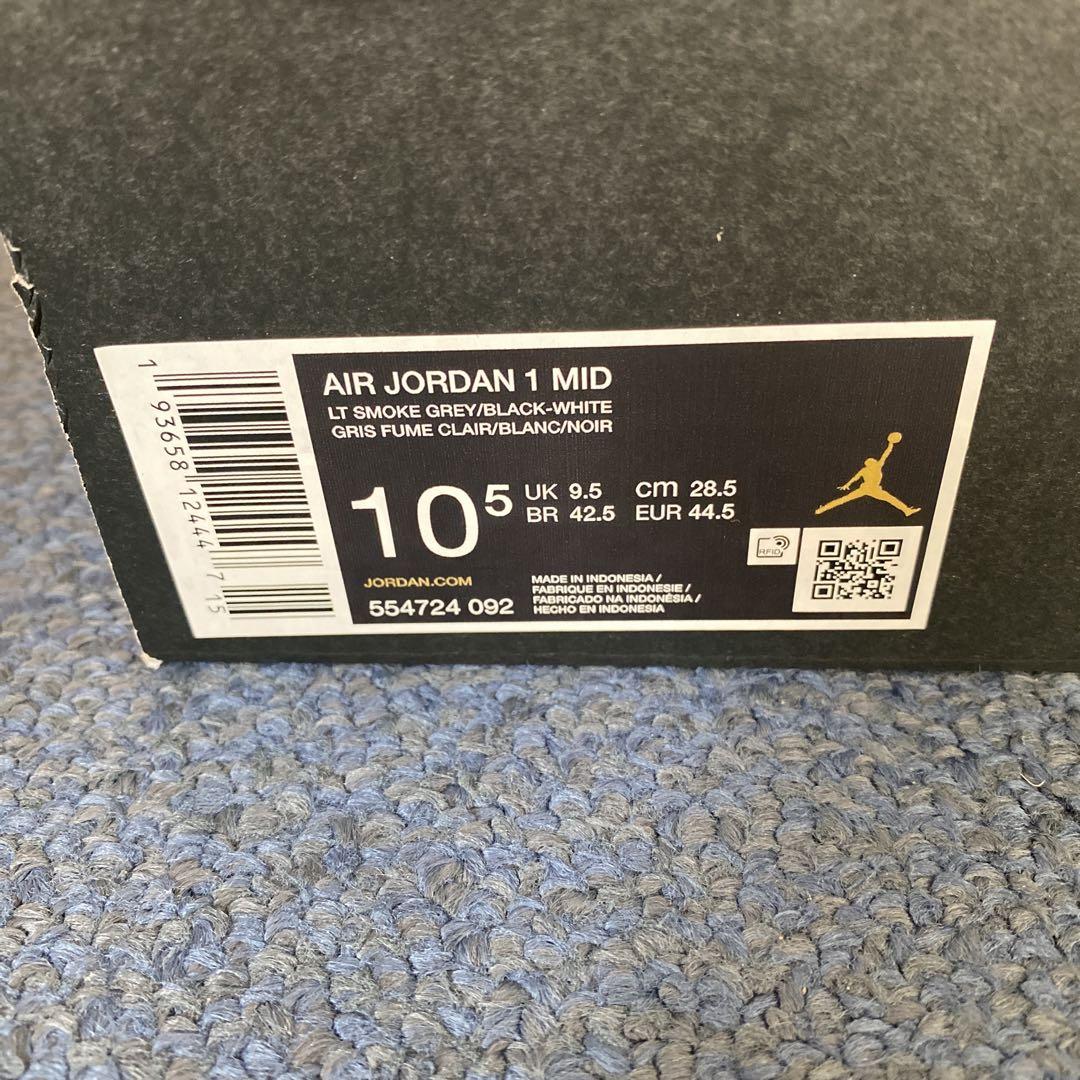 AIR JORDAN 1 MID
LT SMOKE GREY/BLACK-WHITE
GRIS FUME CLAIR/BLANC/NOIR
10⁵
UK 9.5
BR 42.5
cm 28.5
EUR 44.5
JORDAN.COM
554724 092
MADE IN INDONESIA /
FABRIQUE EN INDONESIE /
FABRICADO NA INDONÉSIA /
HECHO EN INDONESIA
RFID
1 93658 12444 7 15